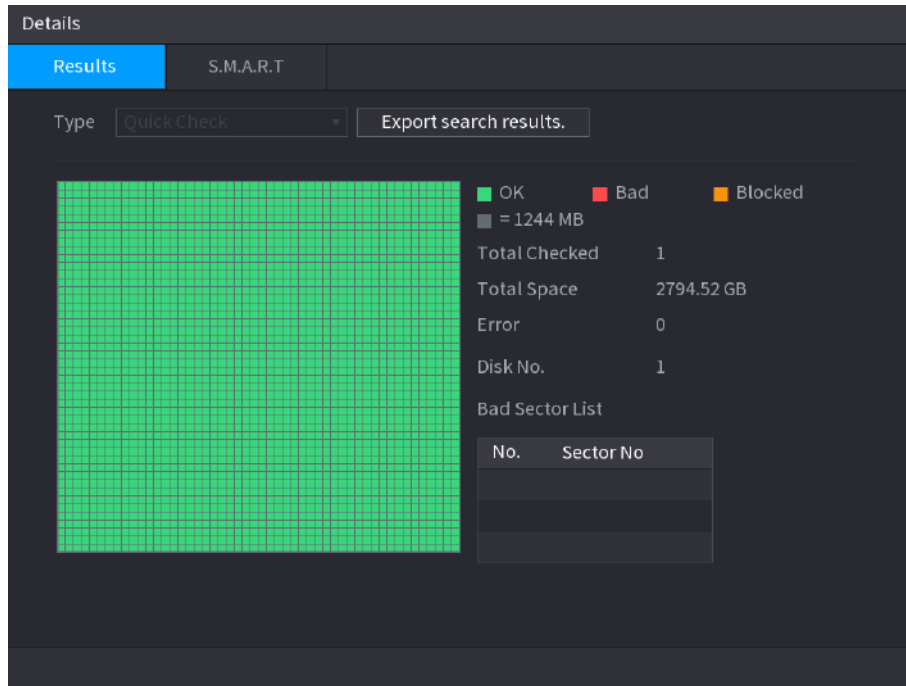 Details
Results S.M.A.R.T
Type Quick Check Export search results.
OK Bad Blocked
= 1244 MB
Total Checked 1
Total Space 2794.52 GB
Error 0
Disk No. 1
Bad Sector List
No. Sector No